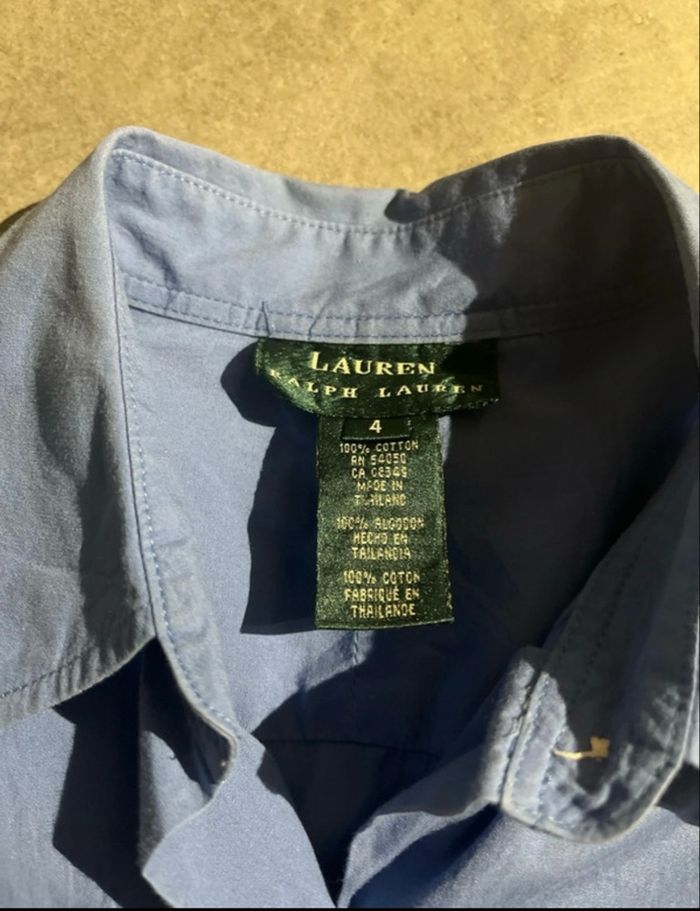 LAUREN
RALPH LAUREN
4
100% COTTON
RN 54050
CA 08349
MADE IN
THAILAND
100% ALGODON
HECHO EN
TAILANDIA
100% COTON
FABRIQUÉ EN
THAILANDE